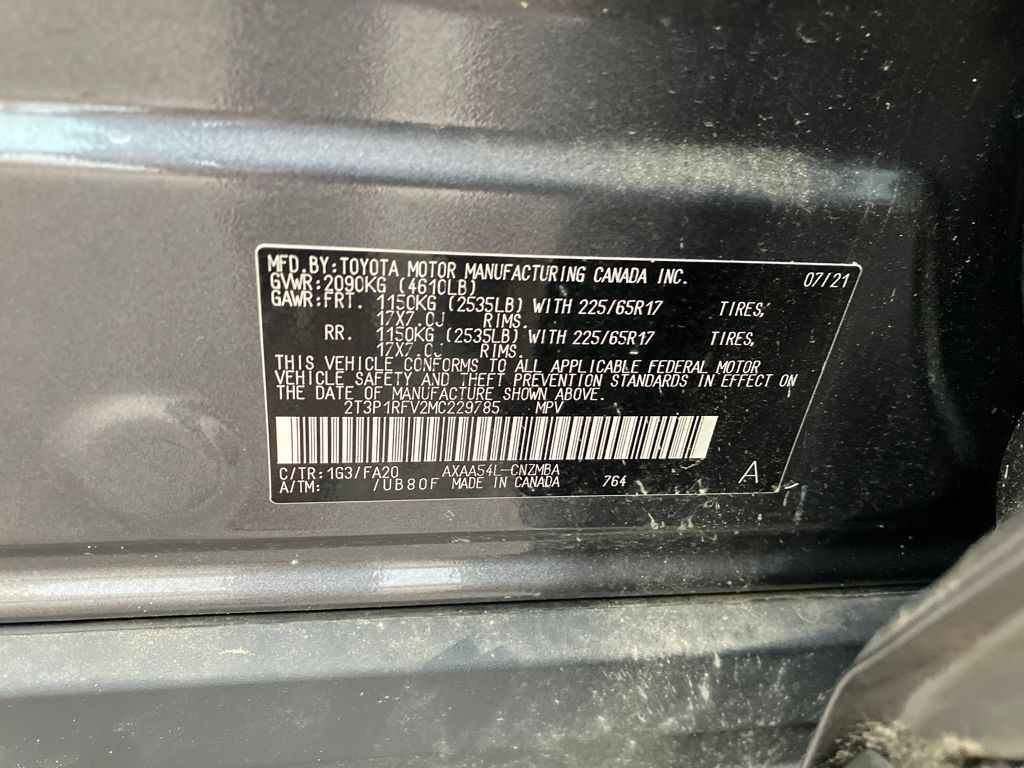 MFD.BY:TOYOTA MOTOR MANUFACTURING CANADA INC. 07/21
GVWR:2090KG (4610LB)
GAWR:FRT. 1150KG (2535LB) WITH 225/65R17 TIRES,
17X7.0J RIMS.
RR. 1150KG (2535LB) WITH 225/65R17 TIRES,
17X7.0J RIMS.
THIS VEHICLE CONFORMS TO ALL APPLICABLE FEDERAL MOTOR
VEHICLE SAFETY AND THEFT PREVENTION STANDARDS IN EFFECT ON
THE DATE OF MANUFACTURE SHOWN ABOVE.
2T3P1RFV2MC229785 MPV
C/TR:1G3/FA20 AXAA54L-CNZMBA
A/TM: /UB80F MADE IN CANADA 764 A